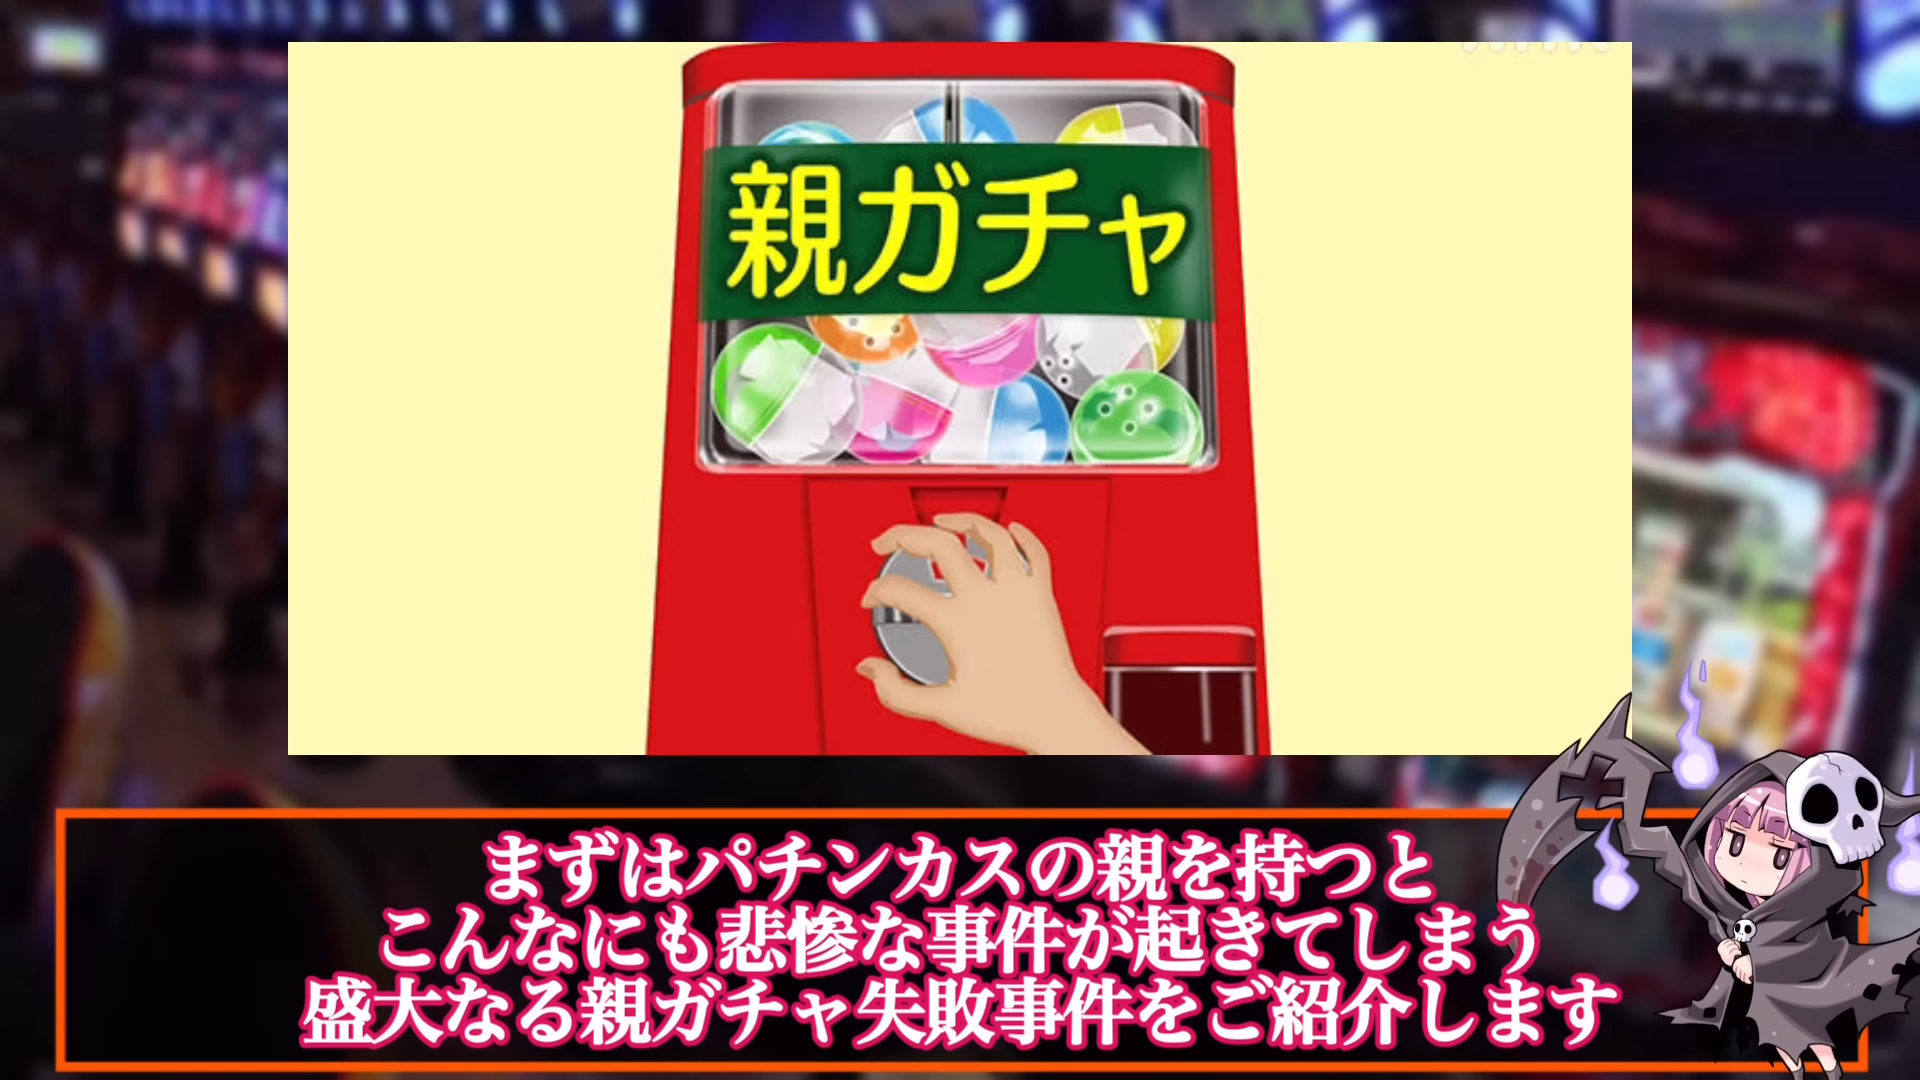 親ガチャ
まずはパチンカスの親を持つと
こんなにも悲惨な事件が起きてしまう
盛大なる親ガチャ失敗事件をご紹介します